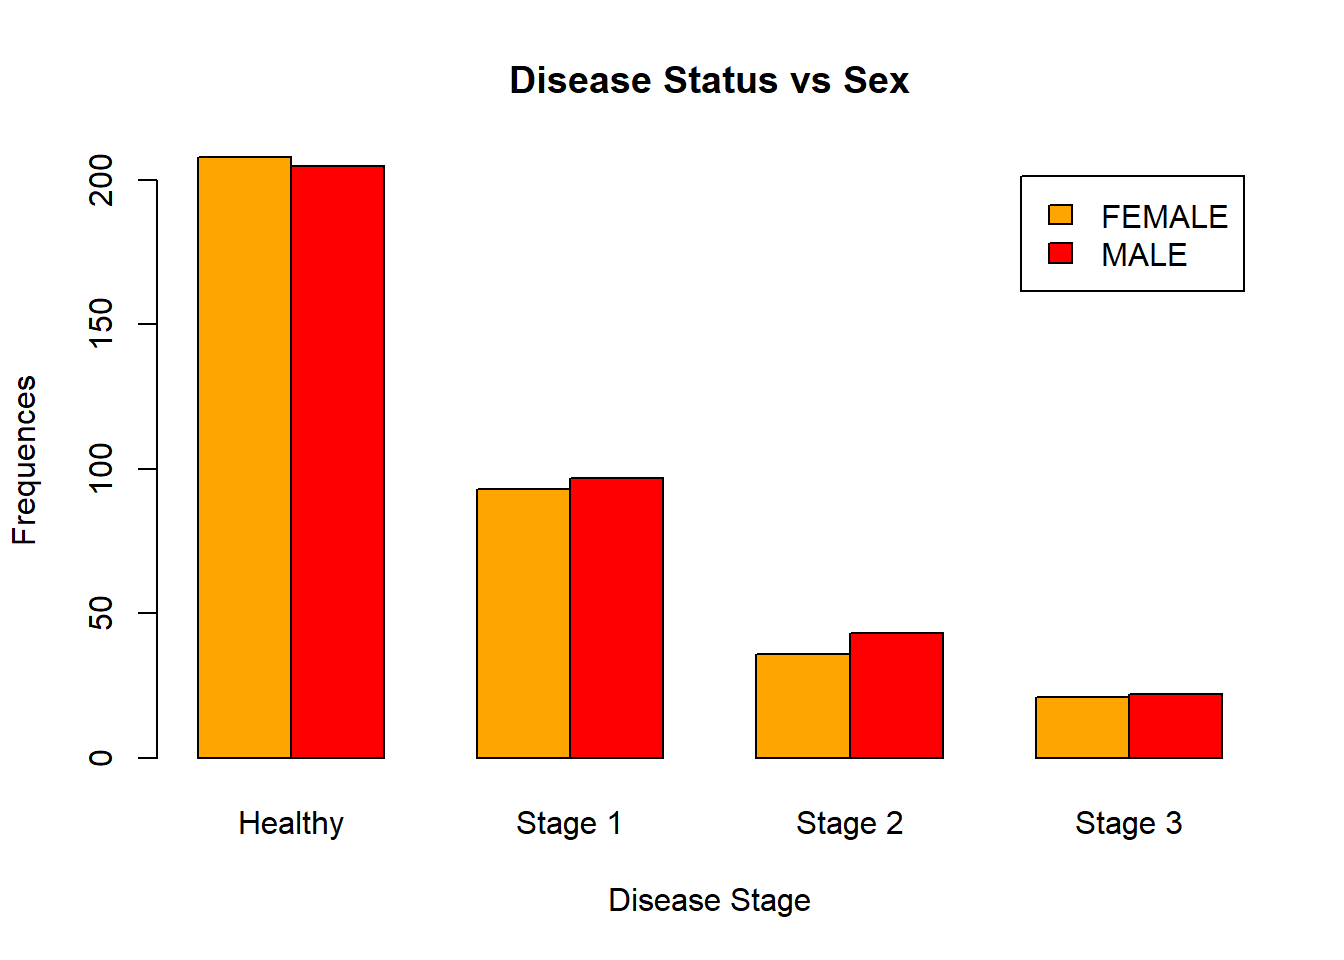 Disease Status vs Sex
200
150
100
50
0
Frequences
FEMALE
MALE
Healthy
Stage 1
Stage 2
Stage 3
Disease Stage